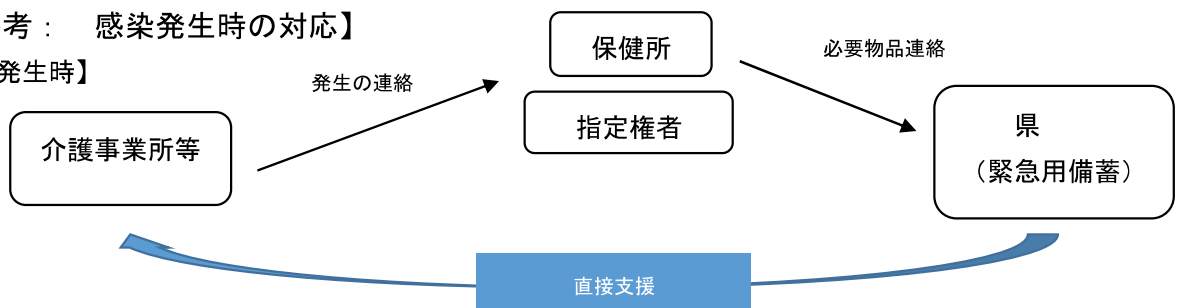 考： 感染発生時の対応】
発生時】
発生の連絡
保健所
指定権者
必要物品連絡
介護事業所等
県
（緊急用備蓄）
直接支援